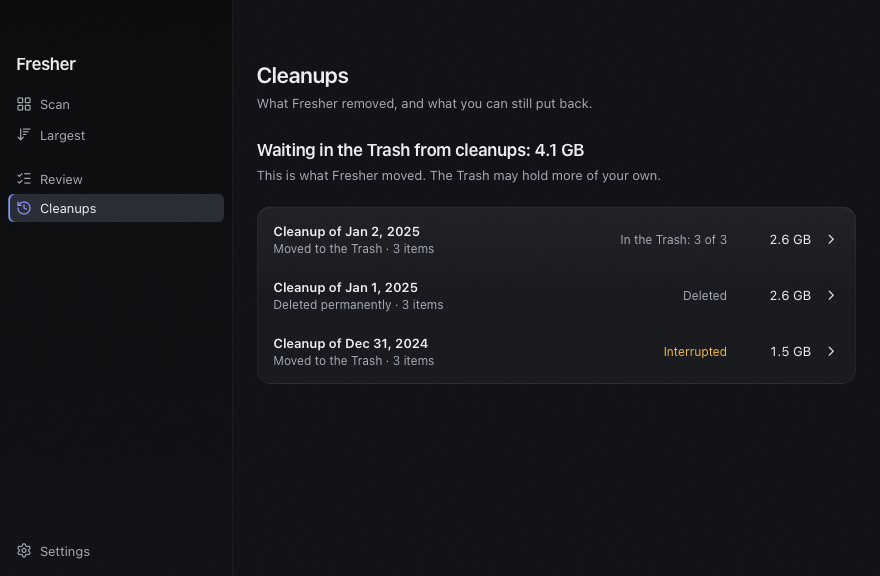 Fresher
Scan
Largest
Review
Cleanups
Settings
Cleanups
What Fresher removed, and what you can still put back.
Waiting in the Trash from cleanups: 4.1 GB
This is what Fresher moved. The Trash may hold more of your own.
Cleanup of Jan 2, 2025
Moved to the Trash · 3 items
In the Trash: 3 of 3
2.6 GB
Cleanup of Jan 1, 2025
Deleted permanently · 3 items
Deleted
2.6 GB
Cleanup of Dec 31, 2024
Moved to the Trash · 3 items
Interrupted
1.5 GB